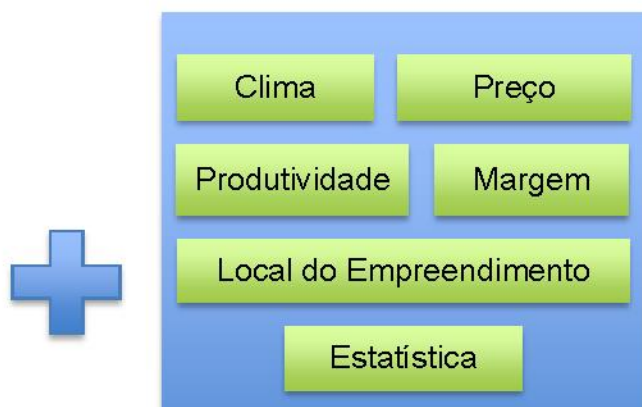 Clima
Preço
Produtividade
Margem
Local do Empreendimento
Estatística